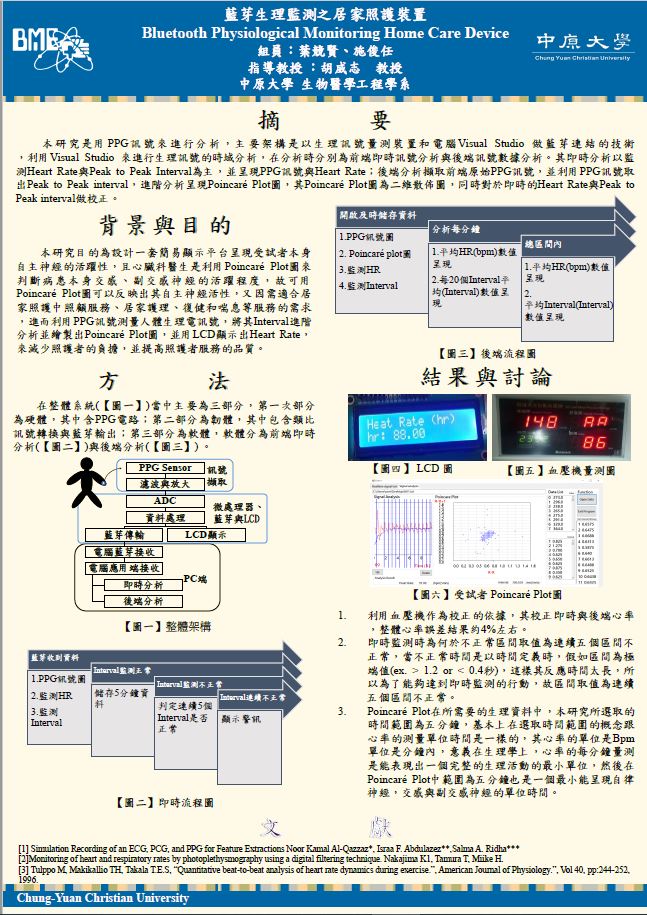 藍芽生理監測之居家照護裝置
Bluetooth Physiological Monitoring Home Care Device
組員：葉競賢、施俊任
指導教授：胡威志 教授
中原大學 生物醫學工程學系
BME
中原大學
Chung Yuan Christian University
摘 要
本研究是用PPG訊號來進行分析，主要架構是以生理訊號量測裝置和電腦Visual Studio 做藍芽連結的技術
，利用Visual Studio 來進行生理訊號的時域分析，在分析時分別為前端即時訊號分析與後端訊號數據分析。其即時分析以監
測Heart Rate與Peak to Peak Interval為主，並呈現PPG訊號與Heart Rate；後端分析擷取前端原始PPG訊號，並利用PPG訊號取
出Peak to Peak interval，進階分析呈現Poincaré Plot圖，其Poincaré Plot圖為二維散佈圖，同時對於即時的Heart Rate與Peak to
Peak interval做校正。
背景與目的
本研究目的為設計一套簡易顯示平台呈現受試者本身
自主神經的活躍性，且心臟科醫生是利用Poincaré Plot圖來
判斷病患本身交感、副交感神經的活躍程度，故可用
Poincaré Plot圖可以反映出其自主神經活性，又因需適合居
家照護中照顧服務、居家護理、復健和喘息等服務的需求
，進而利用PPG訊號測量人體生理電訊號，將其Interval進階
分析並繪製出Poincaré Plot圖，並用LCD顯示出Heart Rate，
來減少照護者的負擔，並提高照護者服務的品質。
方 法
在整體系統(【圖一】)當中主要為三部分，第一次部分
為硬體，其中含PPG電路；第二部分為韌體，其中包含類比
訊號轉換與藍芽輸出；第三部分為軟體，軟體分為前端即時
分析(【圖二】)與後端分析(【圖三】)。
PPG Sensor
濾波與放大
訊號
擷取
ADC
資料處理
藍芽傳輸
LCD顯示
微處理器、
藍芽與LCD
電腦藍芽接收
電腦應用端接收
即時分析
後端分析
PC端
【圖一】整體架構
藍芽收到資料
1.PPG訊號圖
2.監測HR
3.監測
Interval
Interval監測正常
儲存5分鐘資
料
Interval監測不正常
判定連續5個
Interval是否
正常
Interval連續不正常
顯示警訊
【圖二】即時流程圖
開啟及時儲存資料
1.PPG訊號圖
2. Poincaré plot圖
3.監測HR
4.監測Interval
分析每分鐘
1.平均HR(bpm)數值
呈現
2.每20個Interval平
均(Interval)數值呈
現
總區間內
1.平均HR(bpm)數值
呈現
2.
平均Interval(Interval)
數值呈現
【圖三】後端流程圖
結果與討論
Heat Rate (hr)
hr: 88.00
148
86
【圖四】LCD 圖
【圖五】血壓機量測圖
Signal Analysis
Poincare Plot
Data List
Function
【圖六】受試者 Poincaré Plot圖
1. 利用血壓機作為校正的依據，其校正即時與後端心率
，整體心率誤差結果約4%左右。
2. 即時監測時為何於不正常區間取值為連續五個區間不
正常，當不正常時間是以時間定義時，假如區間為極
端值(ex. > 1.2 or < 0.4秒)，這樣其反應時間太長，所
以為了能夠達到即時監測的行動，故區間取值為連續
五個區間不正常。
3. Poincaré Plot在所需要的生理資料中，本研究所選取的
時間範圍為五分鐘，基本上在選取時間範圍的概念跟
心率的測量單位時間是一樣的，其心率的單位是Bpm
單位是分鐘內，意義在生理學上，心率的每分鐘量測
是能表現出一個完整的生理活動的最小單位，然後在
Poincaré Plot中範圍為五分鐘也是一個最小能呈現自律
神經，交感與副交感神經的單位時間。
文 獻
[1] Simulation Recording of an ECG, PCG, and PPG for Feature Extractions Noor Kamal Al-Qazzaz*, Israa F. Abdulazez**,Salma A. Ridha***
[2]Monitoring of heart and respiratory rates by photoplethysmography using a digital filtering technique. Nakajima K1, Tamura T, Miike H.
[3] Tulppo M, Makikallio TH, Takala T.E.S, “Quantitative beat-to-beat analysis of heart rate dynamics during exercise.”, American Journal of Physiology.”, Vol 40, pp:244-252,
1996.
Chung-Yuan Christian University